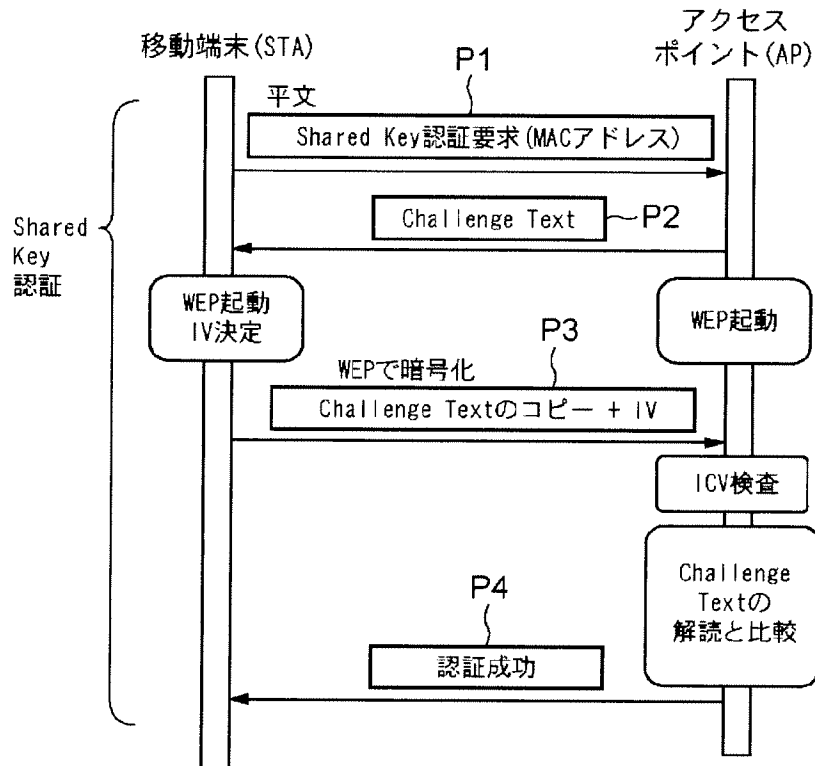 移動端末(STA)
アクセス
ポイント(AP)
P1
平文
Shared Key認証要求(MACアドレス)
Challenge Text
P2
Shared
Key
認証
WEP起動
IV決定
WEP起動
P3
WEPで暗号化
Challenge Textのコピー + IV
ICV検査
Challenge
Textの
解読と比較
P4
認証成功